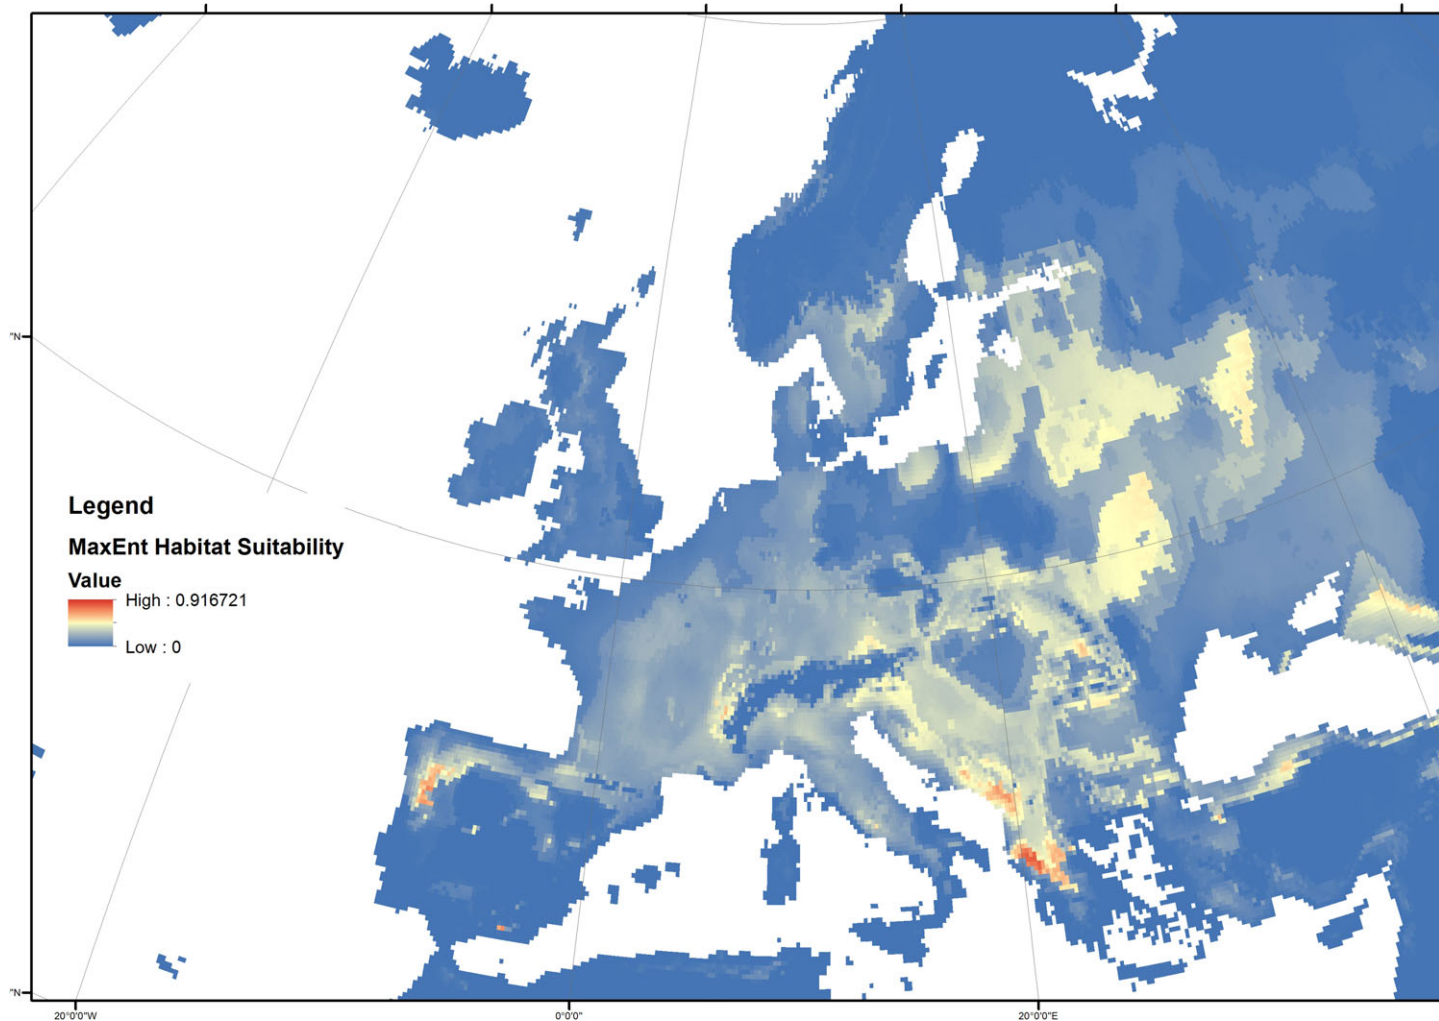 "N
Legend
MaxEnt Habitat Suitability
Value
High : 0.916721
Low : 0
"N
20°0'0"W
0°0'0"
20°0'0"E